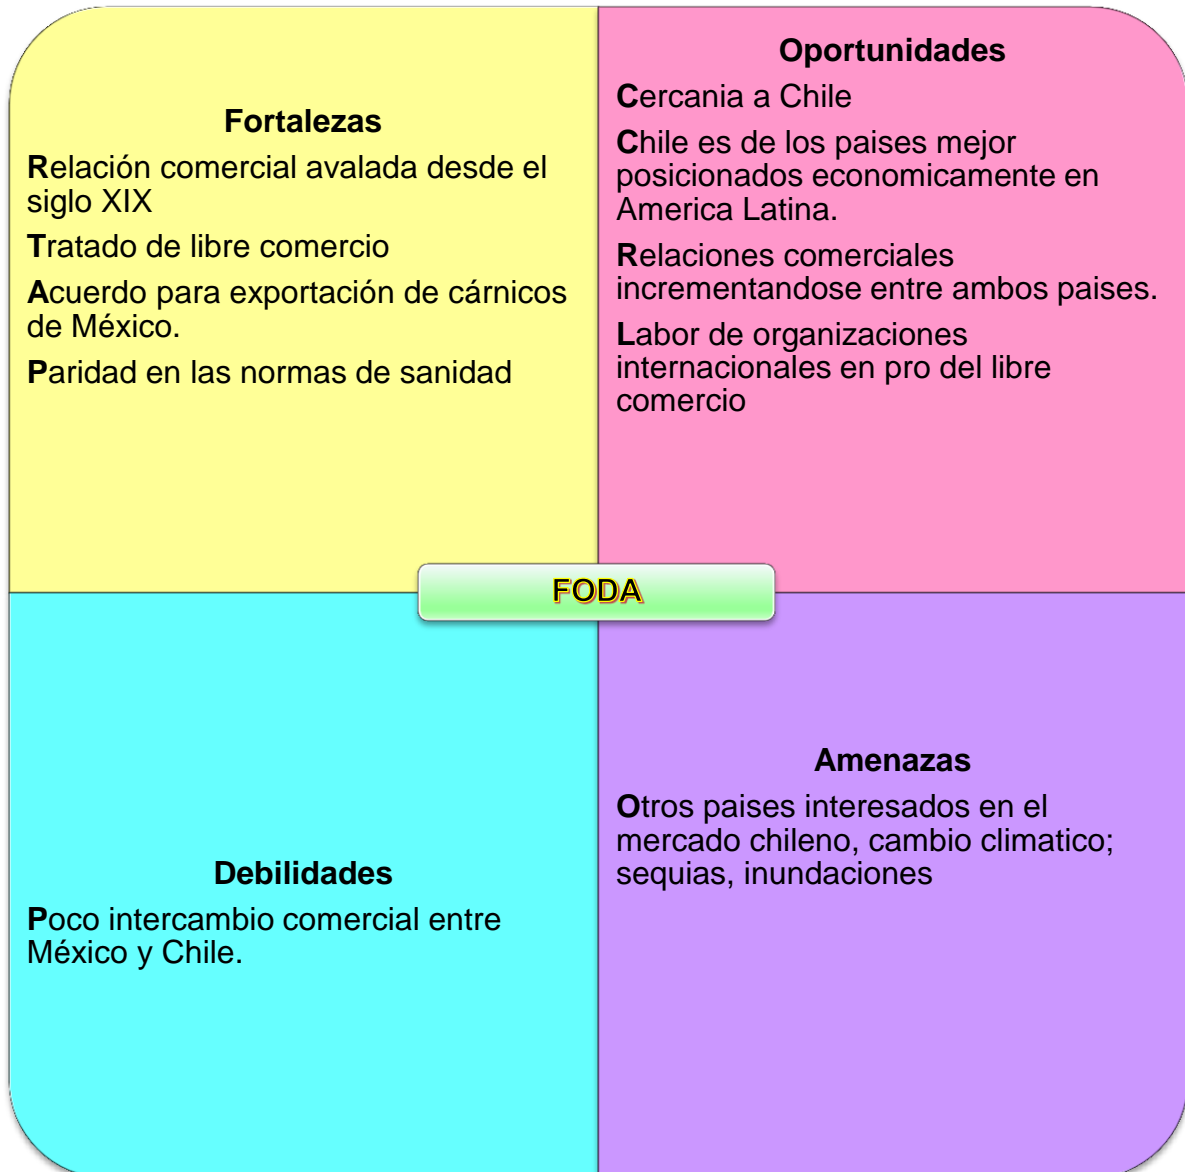 Fortalezas
Relación comercial avalada desde el
siglo XIX
Tratado de libre comercio
Acuerdo para exportación de cárnicos
de México.
Paridad en las normas de sanidad
Oportunidades
Cercania a Chile
Chile es de los paises mejor
posicionados economicamente en
America Latina.
Relaciones comerciales
incrementandose entre ambos paises.
Labor de organizaciones
internacionales en pro del libre
comercio
FODA
Debilidades
Poco intercambio comercial entre
México y Chile.
Amenazas
Otros paises interesados en el
mercado chileno, cambio climatico;
sequias, inundaciones